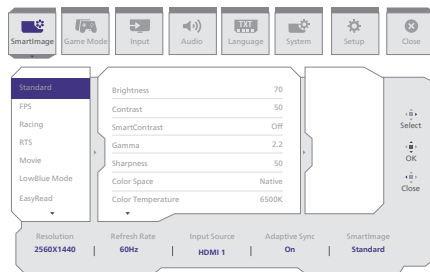 SmartImage
Game Mode
Input
Audio
TXT
Language
System
Setup
Close
Standard
FPS
Racing
RTS
Movie
LowBlue Mode
EasyRead
Brightness 70
Contrast 50
SmartContrast Off
Gamma 2.2
Sharpness 50
Color Space Native
Color Temperature 6500K
Select
OK
Close
Resolution
2560X1440
Refresh Rate
60Hz
Input Source
HDMI 1
Adaptive Sync
On
SmartImage
Standard